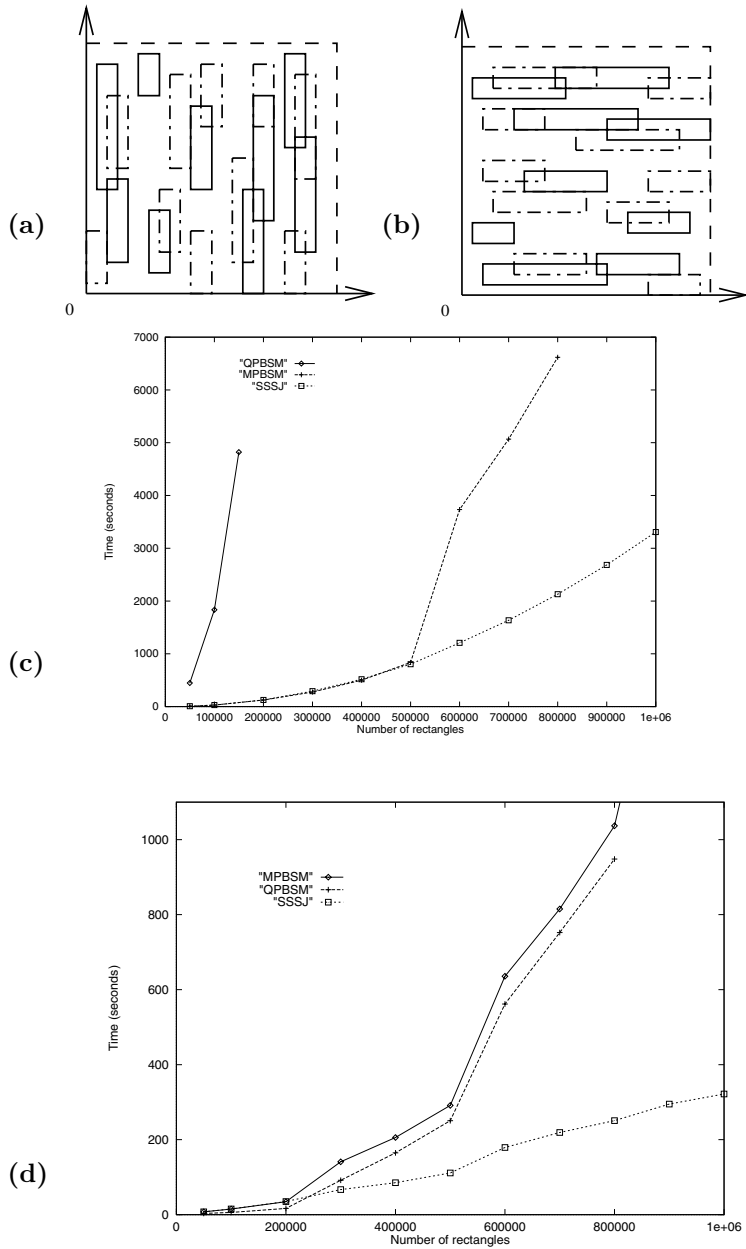 (a)
0
(b)
0
(c)
7000
6000
5000
4000
3000
2000
1000
0
Time (seconds)
"QPBSM"
"MPBSM"
"SSSJ"
0 100000 200000 300000 400000 500000 600000 700000 800000 900000 1e+06
Number of rectangles
(d)
1000
800
600
400
200
0
Time (seconds)
"MPBSM"
"QPBSM"
"SSSJ"
0 200000 400000 600000 800000 1e+06
Number of rectangles